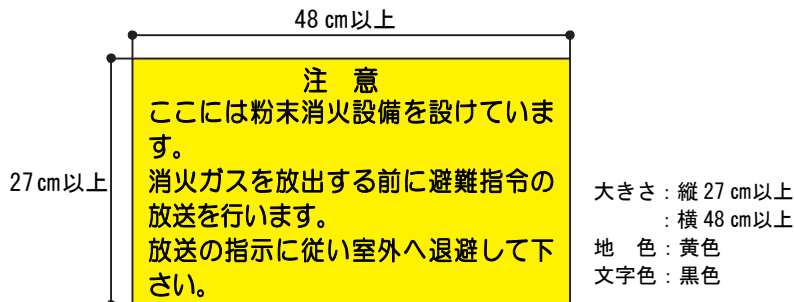 48 cm以上
注　意
ここには粉末消火設備を設けていま
す。
消火ガスを放出する前に避難指令の
放送を行います。
放送の指示に従い室外へ退避して下
さい。
27 cm以上
大きさ：縦 27 cm以上
：横 48 cm以上
地　色：黄色
文字色：黒色